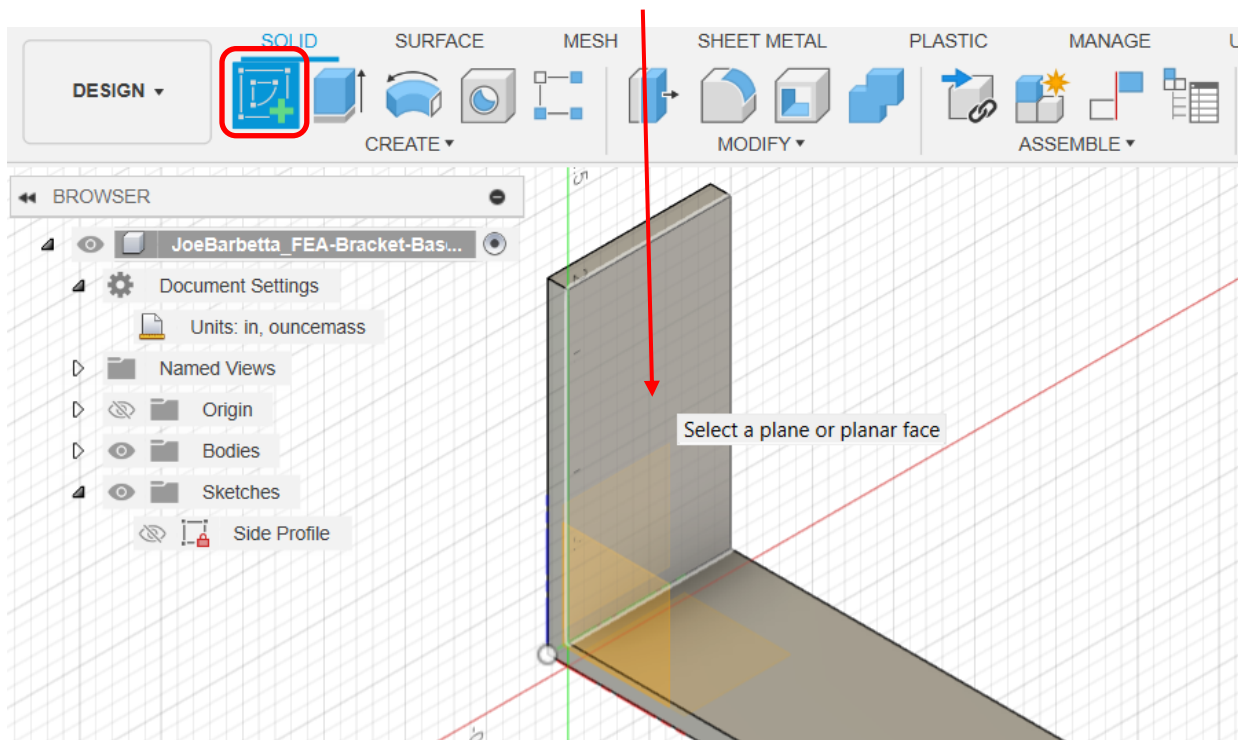 SOLID SURFACE MESH SHEET METAL PLASTIC MANAGE
DESIGN
CREATE MODIFY ASSEMBLE
BROWSER
JoeBarbetta_FEA-Bracket-Bas...
Document Settings
Units: in, ouncemass
Named Views
Origin
Bodies
Sketches
Side Profile
Select a plane or planar face